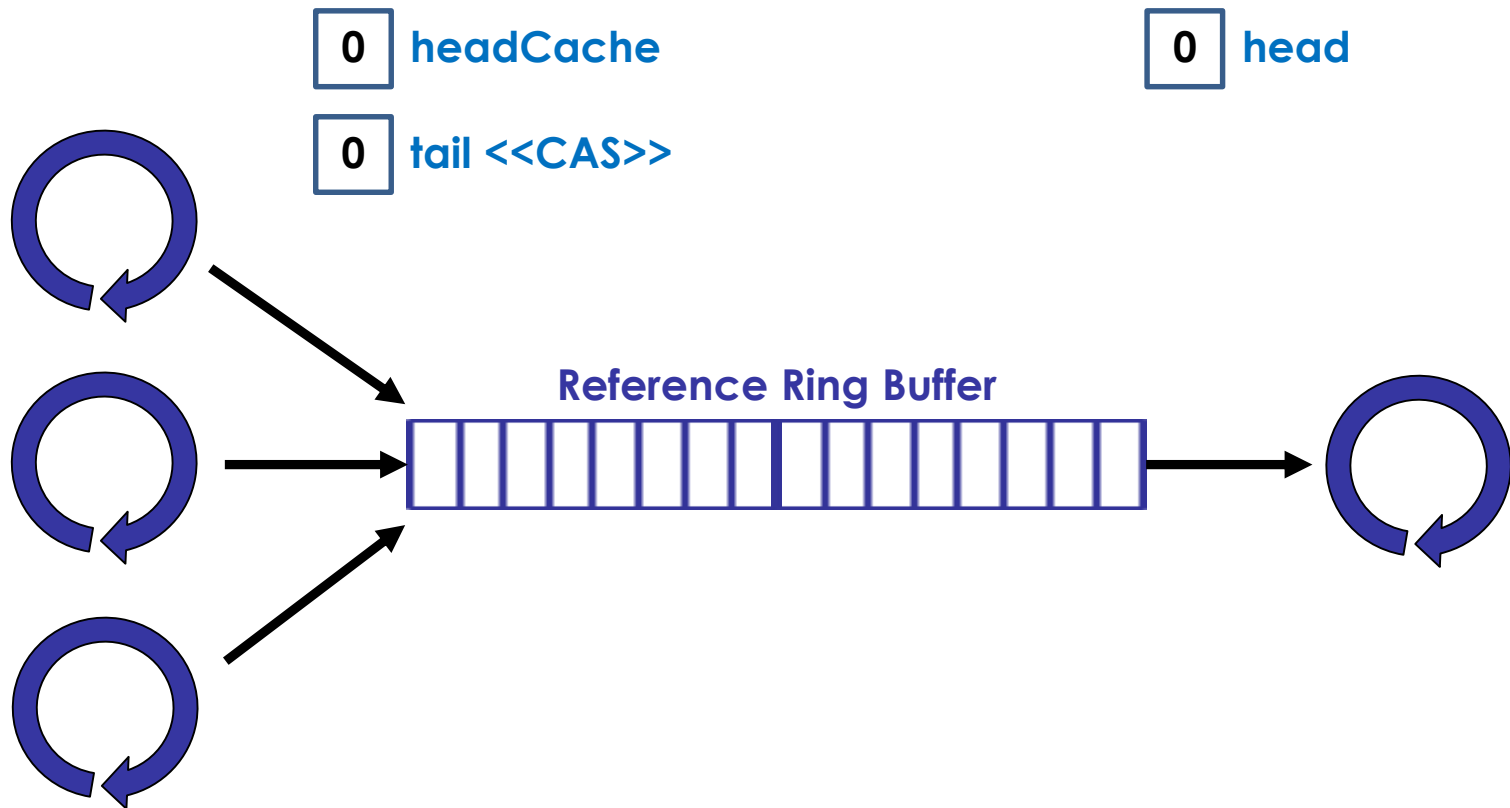 0 headCache
0 head
0 tail <<CAS>>
Reference Ring Buffer